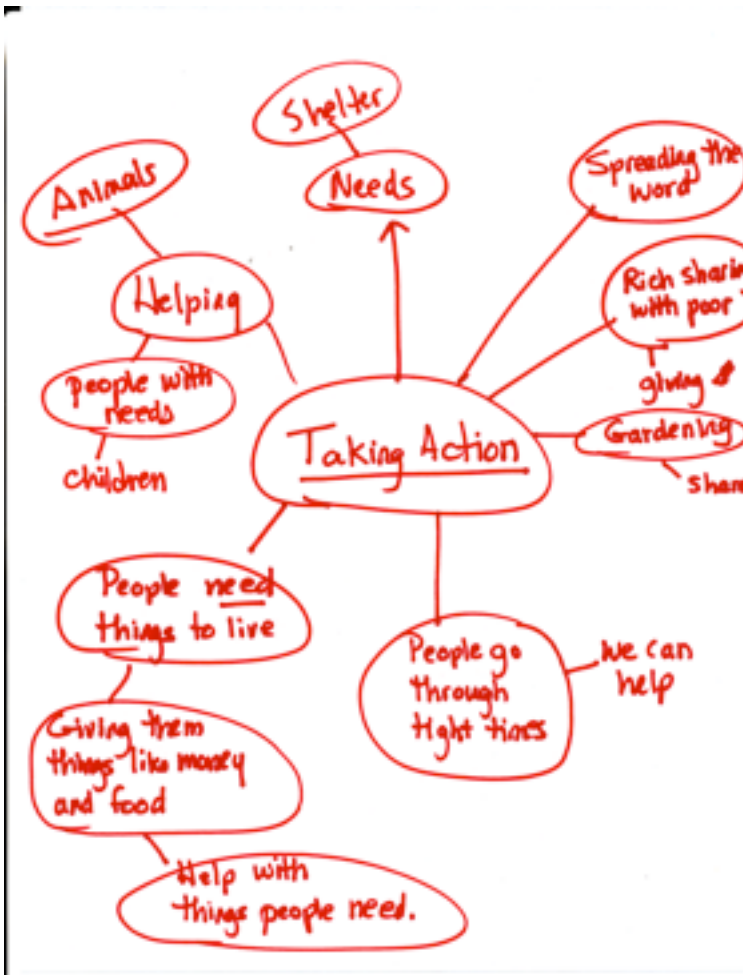 Shelter
Needs
Animals
Helping
People with
needs
children
Spreading the
word
Rich sharin
with poor
giving $
Gardening
Share
Taking Action
People need
things to live
Giving them
things like money
and food
Help with
things people need.
People go
through
tight times
we can
help